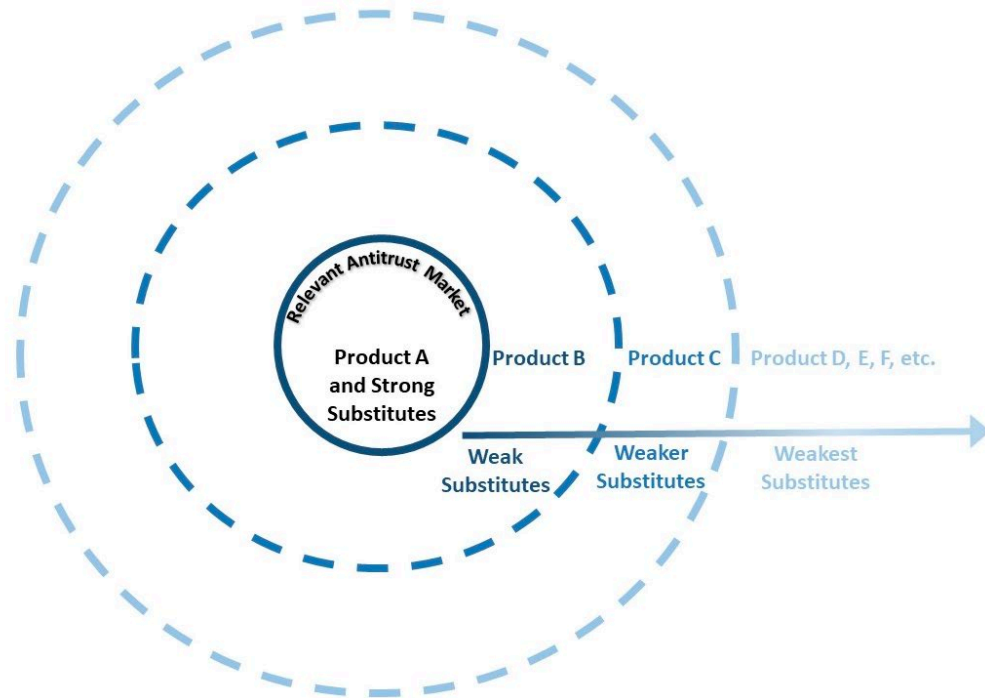 Relevant Antitrust Market
Product A
and Strong
Substitutes
Product B
Product C
Product D, E, F, etc.
Weak
Substitutes
Weaker
Substitutes
Weakest
Substitutes